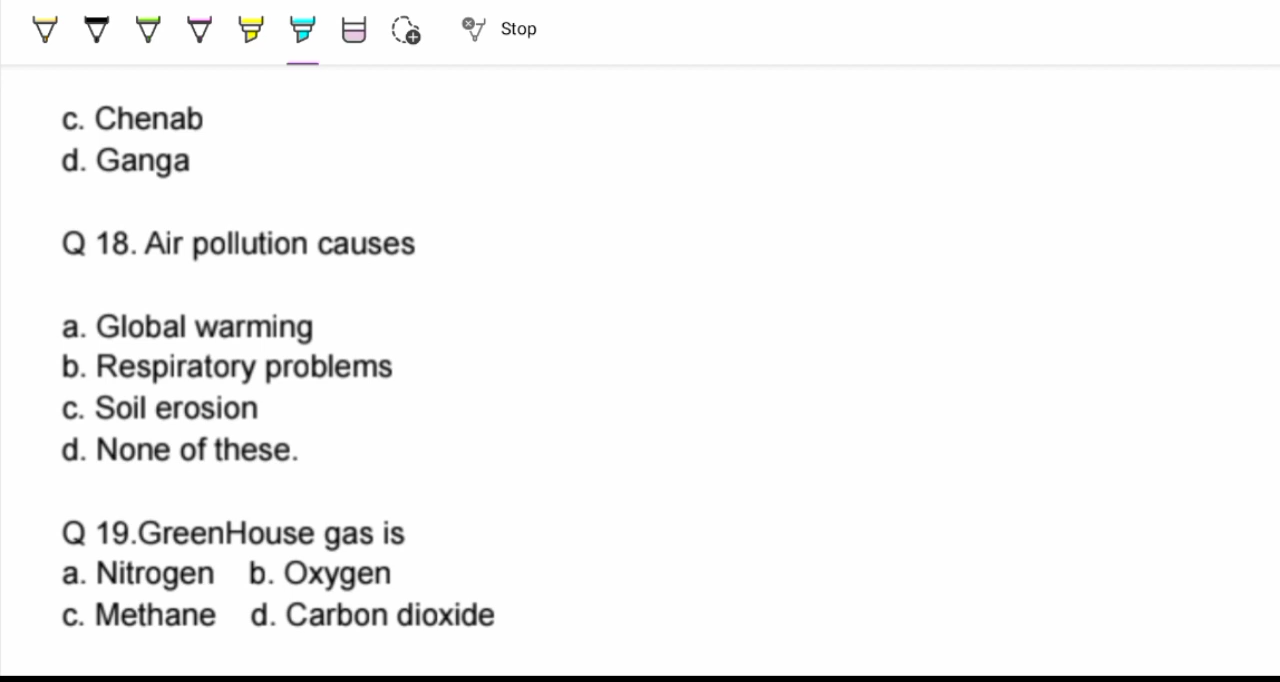 Stop
c. Chenab
d. Ganga
Q 18. Air pollution causes
a. Global warming
b. Respiratory problems
c. Soil erosion
d. None of these.
Q 19.GreenHouse gas is
a. Nitrogen b. Oxygen
c. Methane d. Carbon dioxide